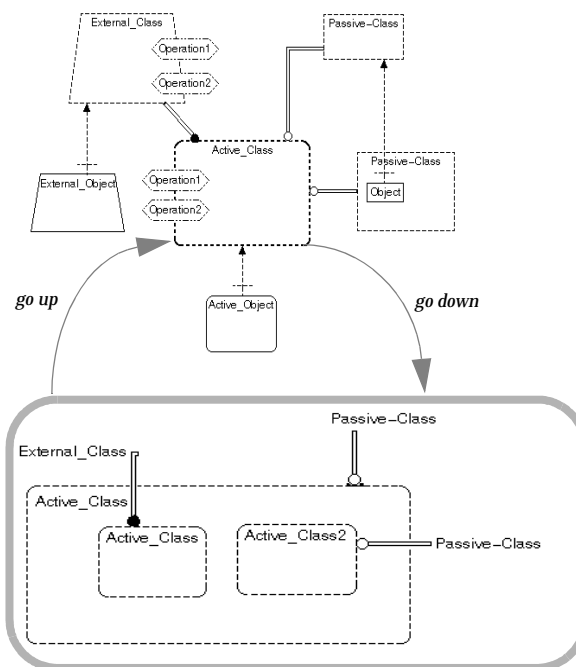 External_Class
Passive-Class
Operation1
Operation2
Active_Class
Passive-Class
External_Object
Operation1
Object
Operation2
go up
Active_Object
go down
Passive-Class
External_Class
Active_Class
Active_Class
Active_Class2
Passive-Class